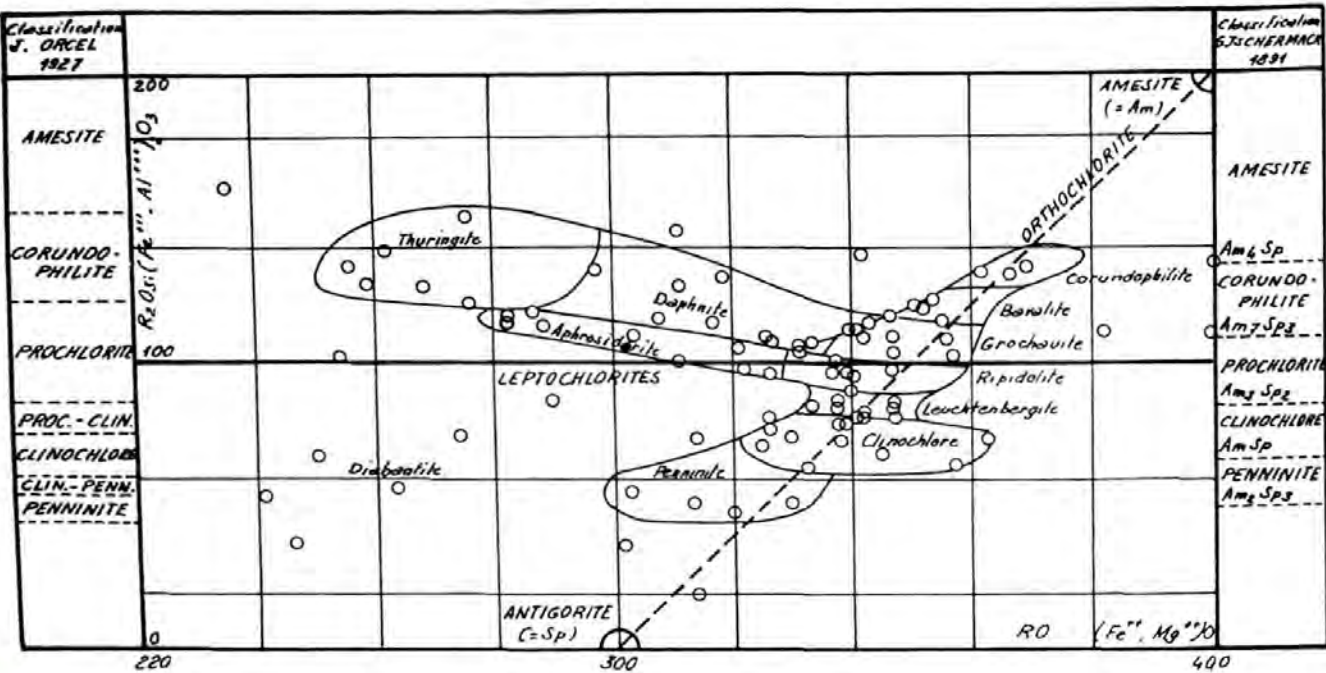 Classification
J. ORCEL
1927
AMESITE
CORUNDO-
PHILITE
PROCHLORITE
PROC.-CLIN.
CLINOCHLORE
CLIN.-PENN.
PENNINITE
200
100
0
AMESITE
(=Am)
ORTHOCHLORITE
Thuringite
Daphnite
Aphrosiderite
LEPTOCHLORITES
Corundophilite
Bavalite
Grochauite
Ripidolite
Leuchtenbergite
Clinochlore
Penninite
Diabantite
ANTIGORITE
(=Sp)
RO (Fe++, Mg++)O
220
300
400
Classification
1891
AMESITE
Am4 Sp
CORUNDO-
PHILITE
Am7 Sp3
PROCHLORITE
Am3 Sp2
CLINOCHLORE
Am Sp
PENNINITE
Am2 Sp3